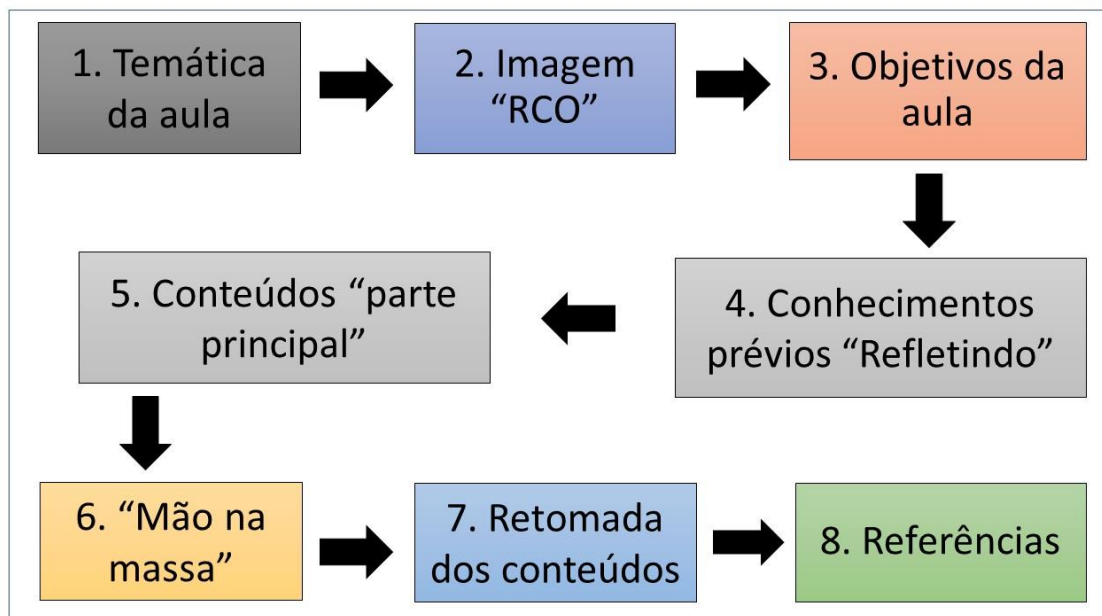 1. Temática
da aula
2. Imagem
“RCO”
3. Objetivos da
aula
4. Conhecimentos
prévios “Refletindo”
5. Conteúdos “parte
principal”
6. “Mão na
massa”
7. Retomada
dos conteúdos
8. Referências